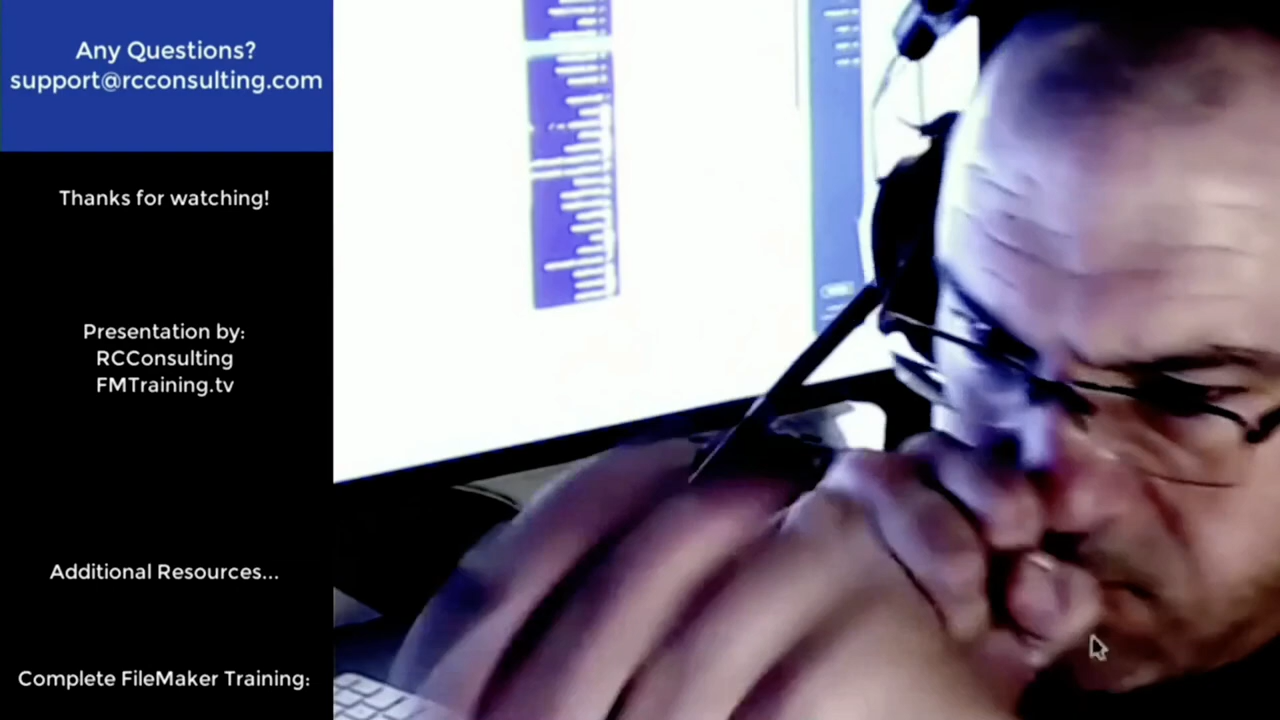 Any Questions?
support@rcconsulting.com
Thanks for watching!
Presentation by:
RCConsulting
FMTraining.tv
Additional Resources...
Complete FileMaker Training: